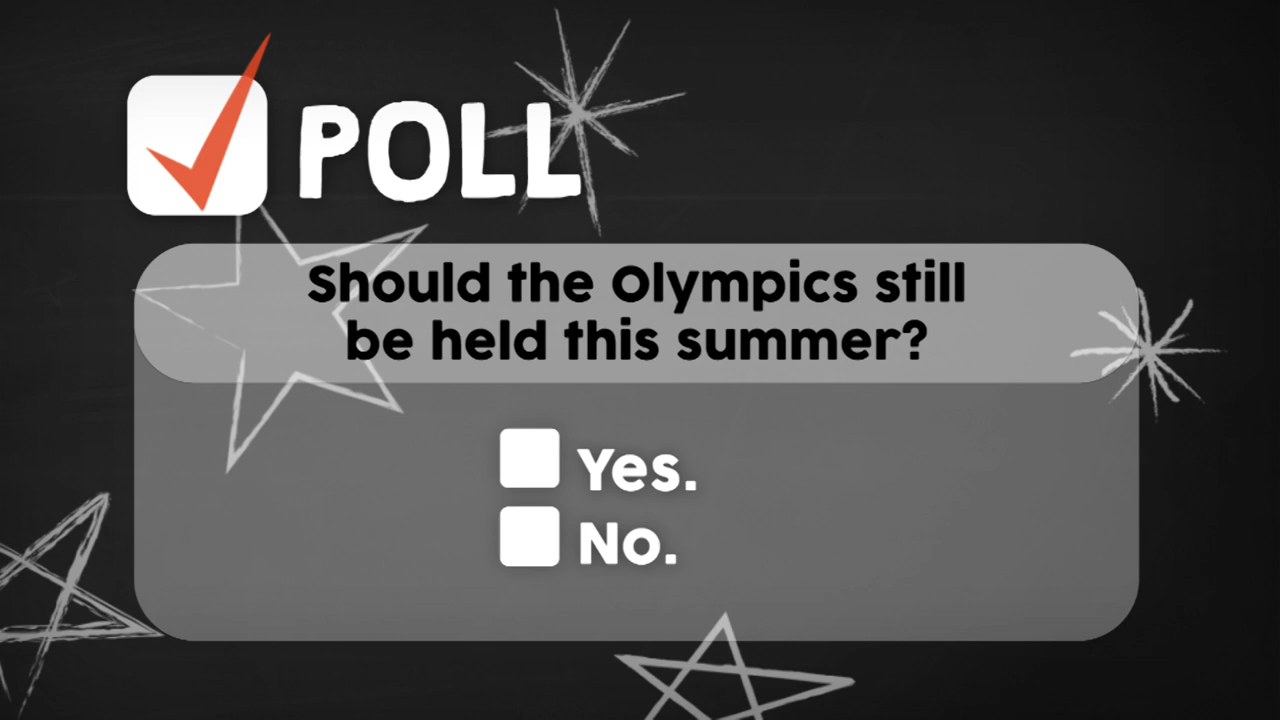 POLL
Should the Olympics still
be held this summer?
Yes.
No.